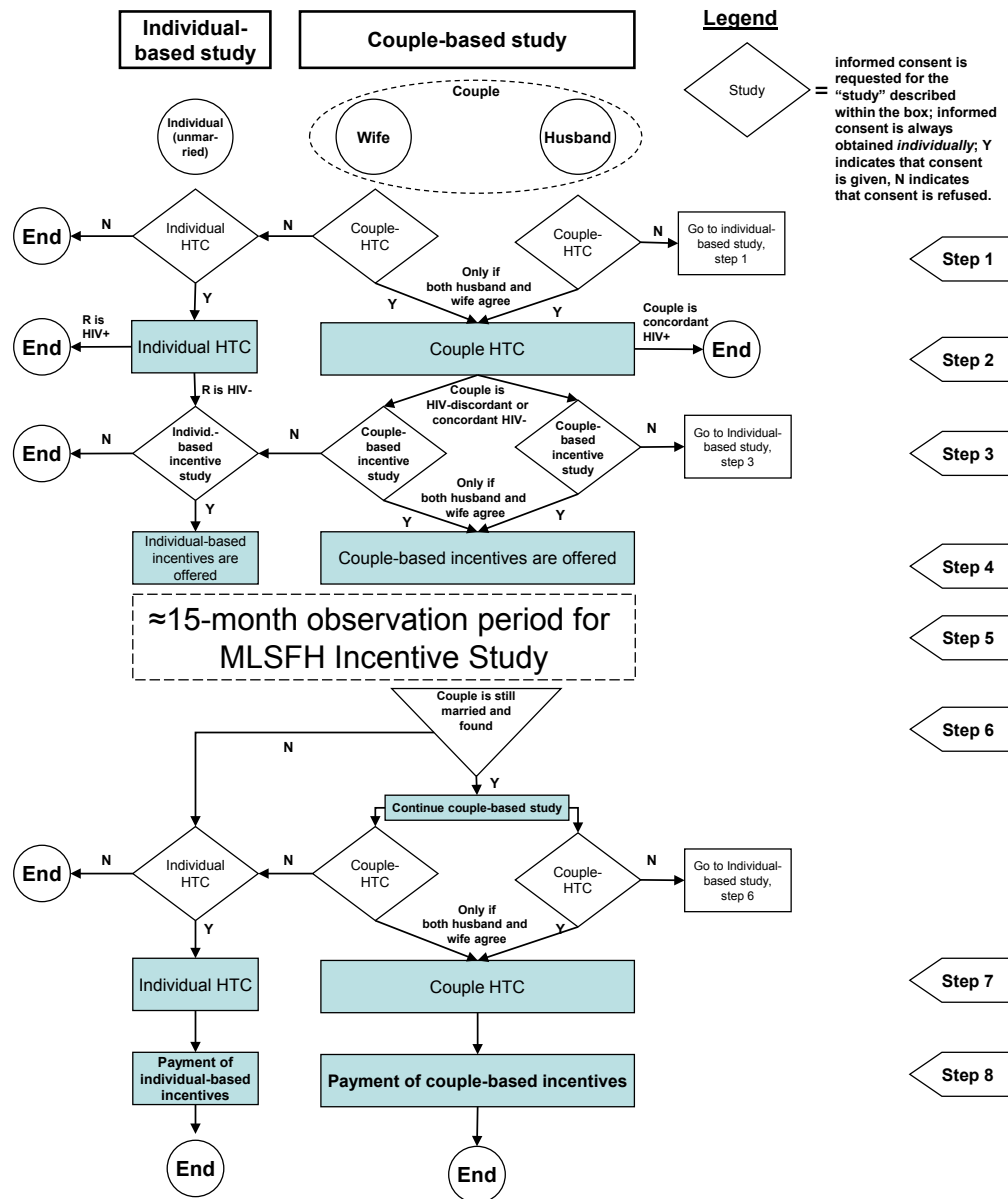 Individual-
based study
Couple-based study
Legend
Study
=
informed consent is
requested for the
“study” described
within the box; informed
consent is always
obtained individually; Y
indicates that consent
is given, N indicates
that consent is refused.
Couple
Individual
(unmar-
ried)
Wife
Husband
End
N
Individual
HTC
N
Couple-
HTC
Couple-
HTC
N
Go to individual-
based study,
step 1
Step 1
Only if
both husband and
wife agree
Y
Y
Y
R is
HIV+
End
Individual HTC
Couple HTC
Couple is
concordant
HIV+
End
Step 2
R is HIV-
Couple is
HIV-discordant or
concordant HIV-
End
N
Individ.-
based
incentive
study
N
Couple-
based
incentive
study
Couple-
based
incentive
study
N
Go to Individual-
based study,
step 3
Step 3
Only if
both husband and
wife agree
Y
Y
Y
Individual-based
incentives are
offered
Couple-based incentives are offered
Step 4
≈15-month observation period for
MLSFH Incentive Study
Step 5
Couple is still
married and
found
Step 6
N
Y
Continue couple-based study
End
N
Individual
HTC
N
Couple-
HTC
Couple-
HTC
N
Go to Individual-
based study,
step 6
Only if
both husband and
wife agree
Y
Y
Y
Individual HTC
Couple HTC
Step 7
Payment of
individual-based
incentives
Payment of couple-based incentives
Step 8
End
End